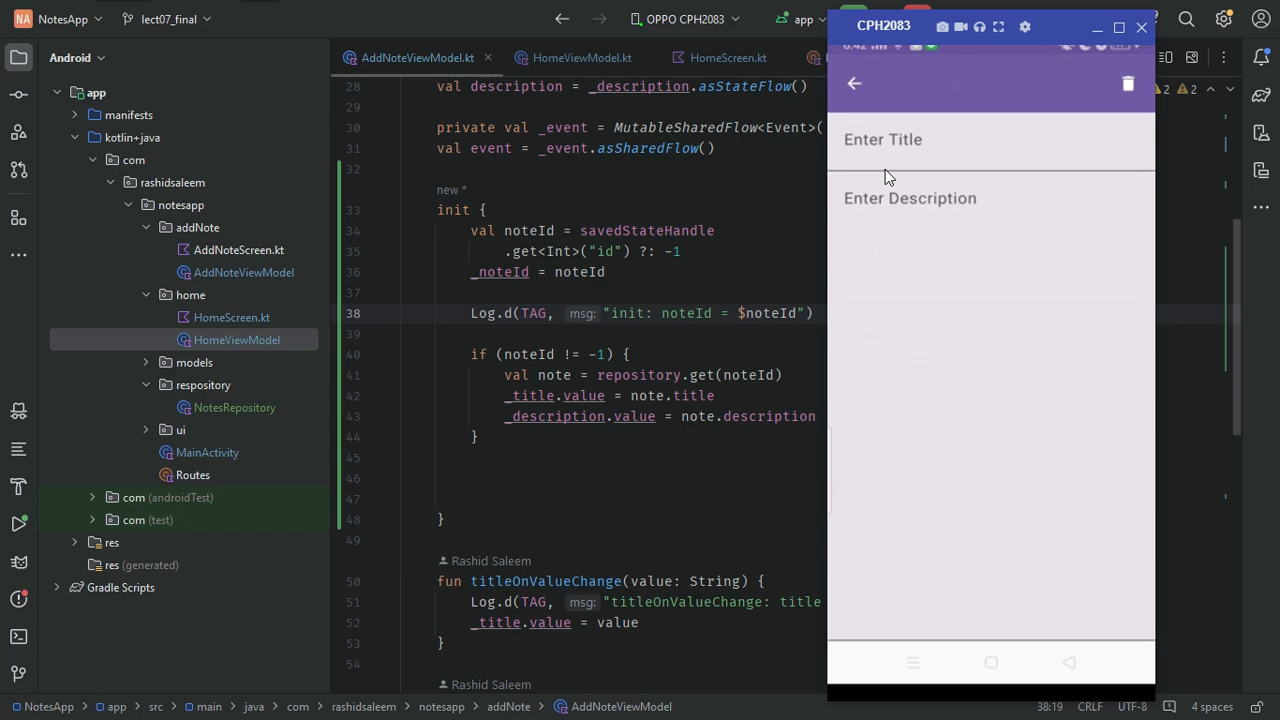 NA NotesApp lect07_final OPPO CPH2083 app
CPH2083
Android
AddNoteViewModel.kt HomeViewModel.kt HomeScreen.kt
2 2
app
manifests
kotlin+java
com
rashidsaleem
notesapp
addNote
AddNoteScreen.kt
AddNoteViewModel
home
HomeScreen.kt
HomeViewModel
models
respository
NotesRepository
ui
MainActivity
Routes
com (androidTest)
com (test)
res
res (generated)
Gradle Scripts
28 val description = _description.asStateFlow()
29
30 private val _event = MutableSharedFlow<Event>(
31 val event = _event.asSharedFlow()
32
new *
33 init {
34 val noteId = savedStateHandle
35 .get<Int>("id") ?: -1
36 _noteId = noteId
37
38 Log.d(TAG, msg: "init: noteId = $noteId")
39
40 if (noteId != -1) {
41 val note = repository.get(noteId)
42 _title.value = note.title
43 _description.value = note.description
44 }
45
46
47
48 }
49
Rashid Saleem
50 fun titleOnValueChange(value: String) {
51 Log.d(TAG, msg: "titleOnValueChange: title
52 _title.value = value
53 }
54
Rashid Saleem
Enter Title
Enter Description
NotesApp > app > src > main > java > com > rashidsaleem > notesapp > addNote > AddNoteViewModel 38:19 CRLF UTF-8 4 spaces